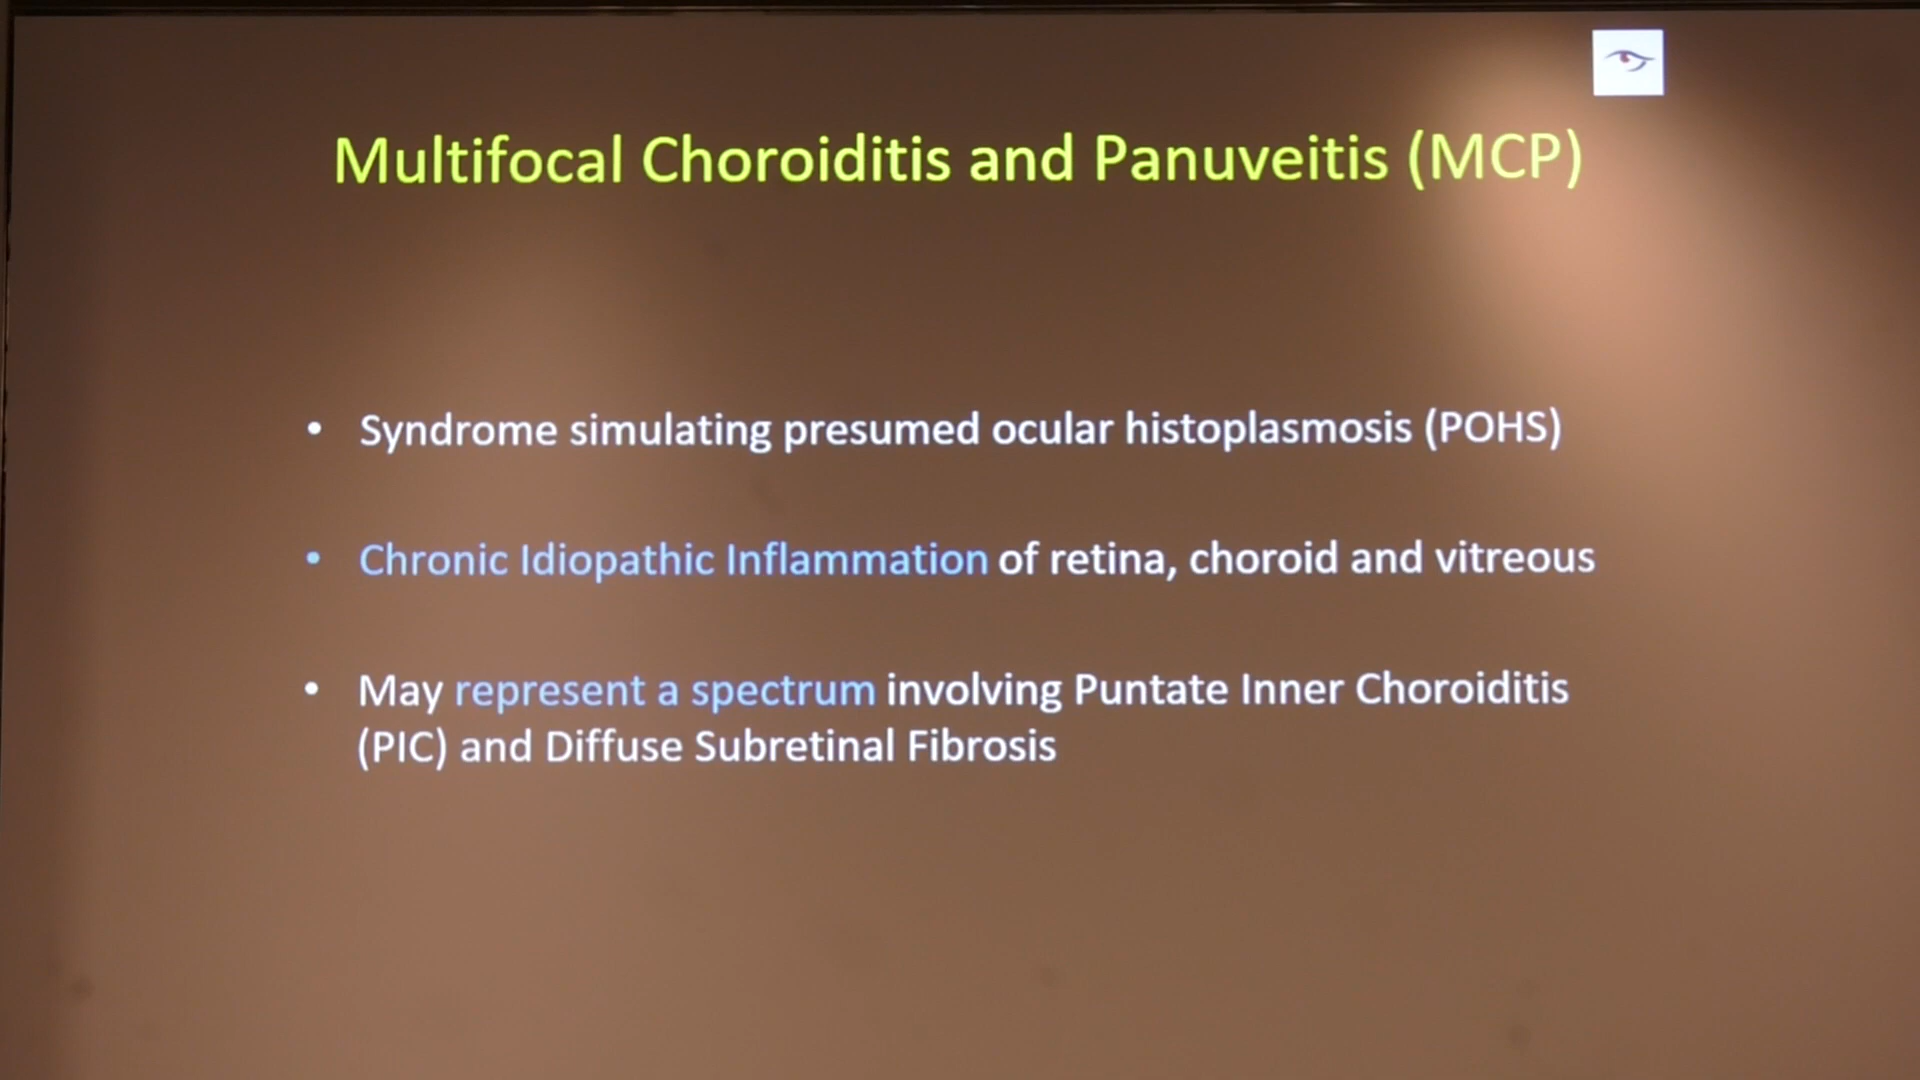 Multifocal Choroiditis and Panuveitis (MCP)
• Syndrome simulating presumed ocular histoplasmosis (POHS)
• Chronic Idiopathic Inflammation of retina, choroid and vitreous
• May represent a spectrum involving Puntate Inner Choroiditis
(PIC) and Diffuse Subretinal Fibrosis